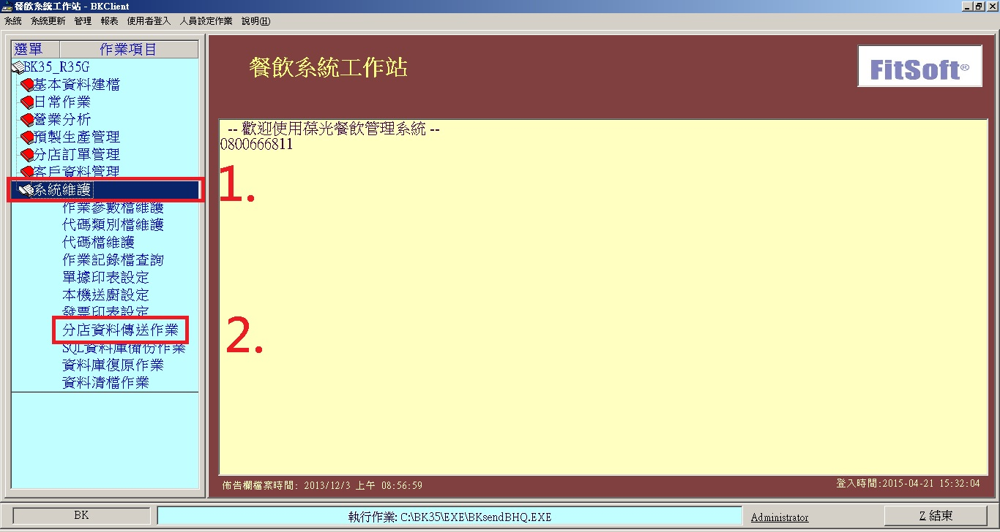 餐飲系統工作站 - BKClient
系統 系統更新 管理 報表 使用者登入 人員設定作業 說明(H)
選單 作業項目
BK35_R35G
基本資料建檔
日常作業
營業分析
預製生產管理
分店訂單管理
客戶資料管理
系統維護
作業參數檔維護
代碼類別檔維護
代碼檔維護
作業記錄檔查詢
單據印表設定
本機送廚設定
發票印表設定
分店資料傳送作業
SQL資料庫備份作業
資料庫復原作業
資料清檔作業
餐飲系統工作站
FitSoft®
-- 歡迎使用葆光餐飲管理系統 --
0800666811
1.
2.
佈告欄檔案時間: 2013/12/3 上午 08:56:59
登入時間:2015-04-21 15:32:04
BK
執行作業: C:\BK35\EXE\BKsendBHQ.EXE
Administrator
Z 結束